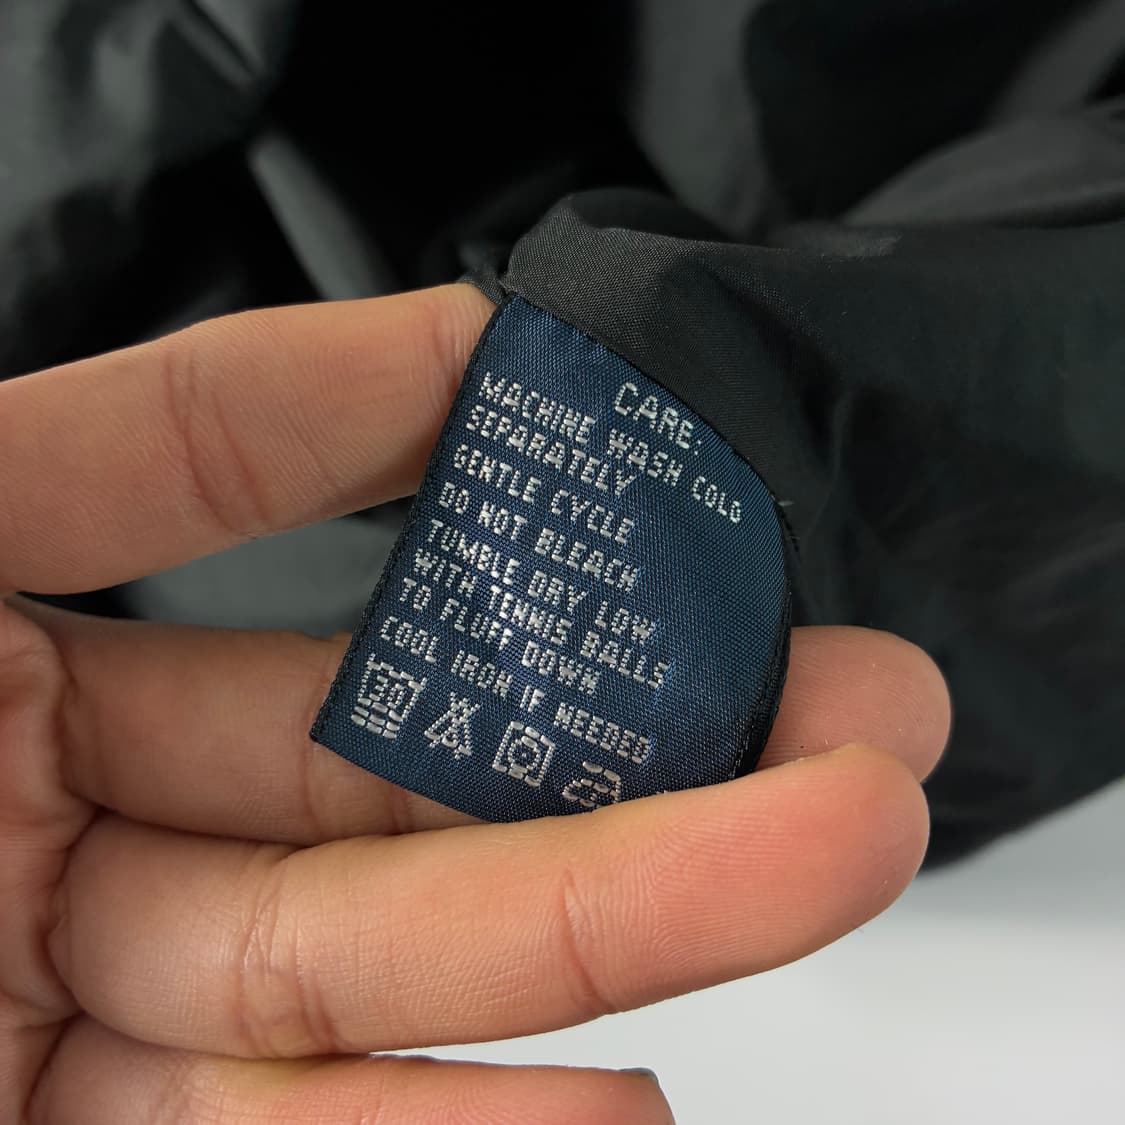 CARE:
MACHINE WASH COLD
SEPARATELY
GENTLE CYCLE
DO NOT BLEACH
TUMBLE DRY LOW
WITH TENNIS BALLS
TO FLUFF DOWN
COOL IRON IF NEEDED